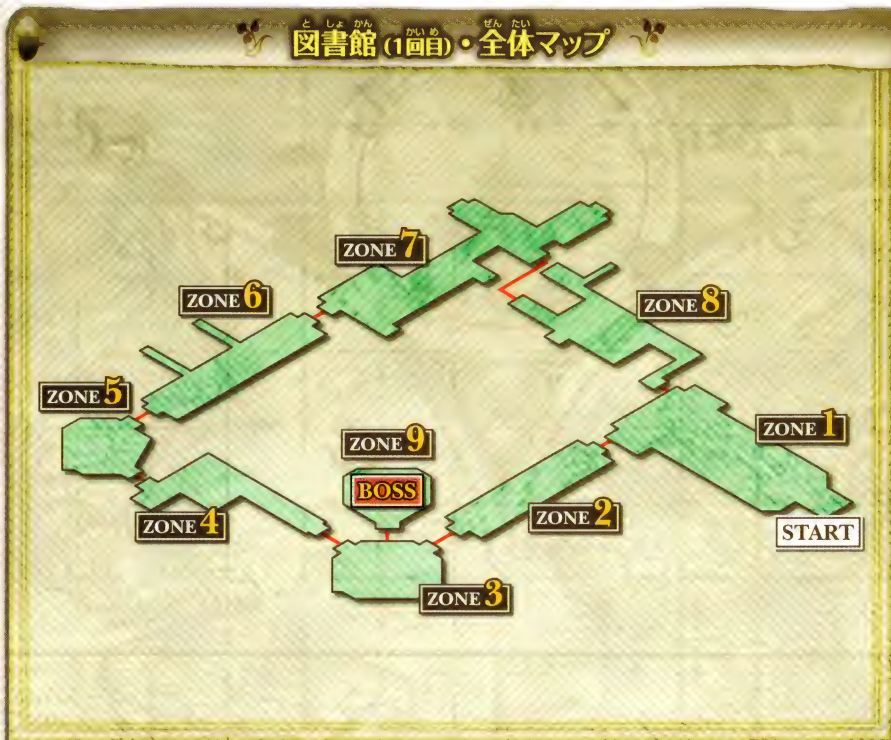 図書館(1回目)・全体マップ
ZONE 7
ZONE 6
ZONE 8
ZONE 5
ZONE 1
ZONE 9
BOSS
ZONE 4
ZONE 2
START
ZONE 3